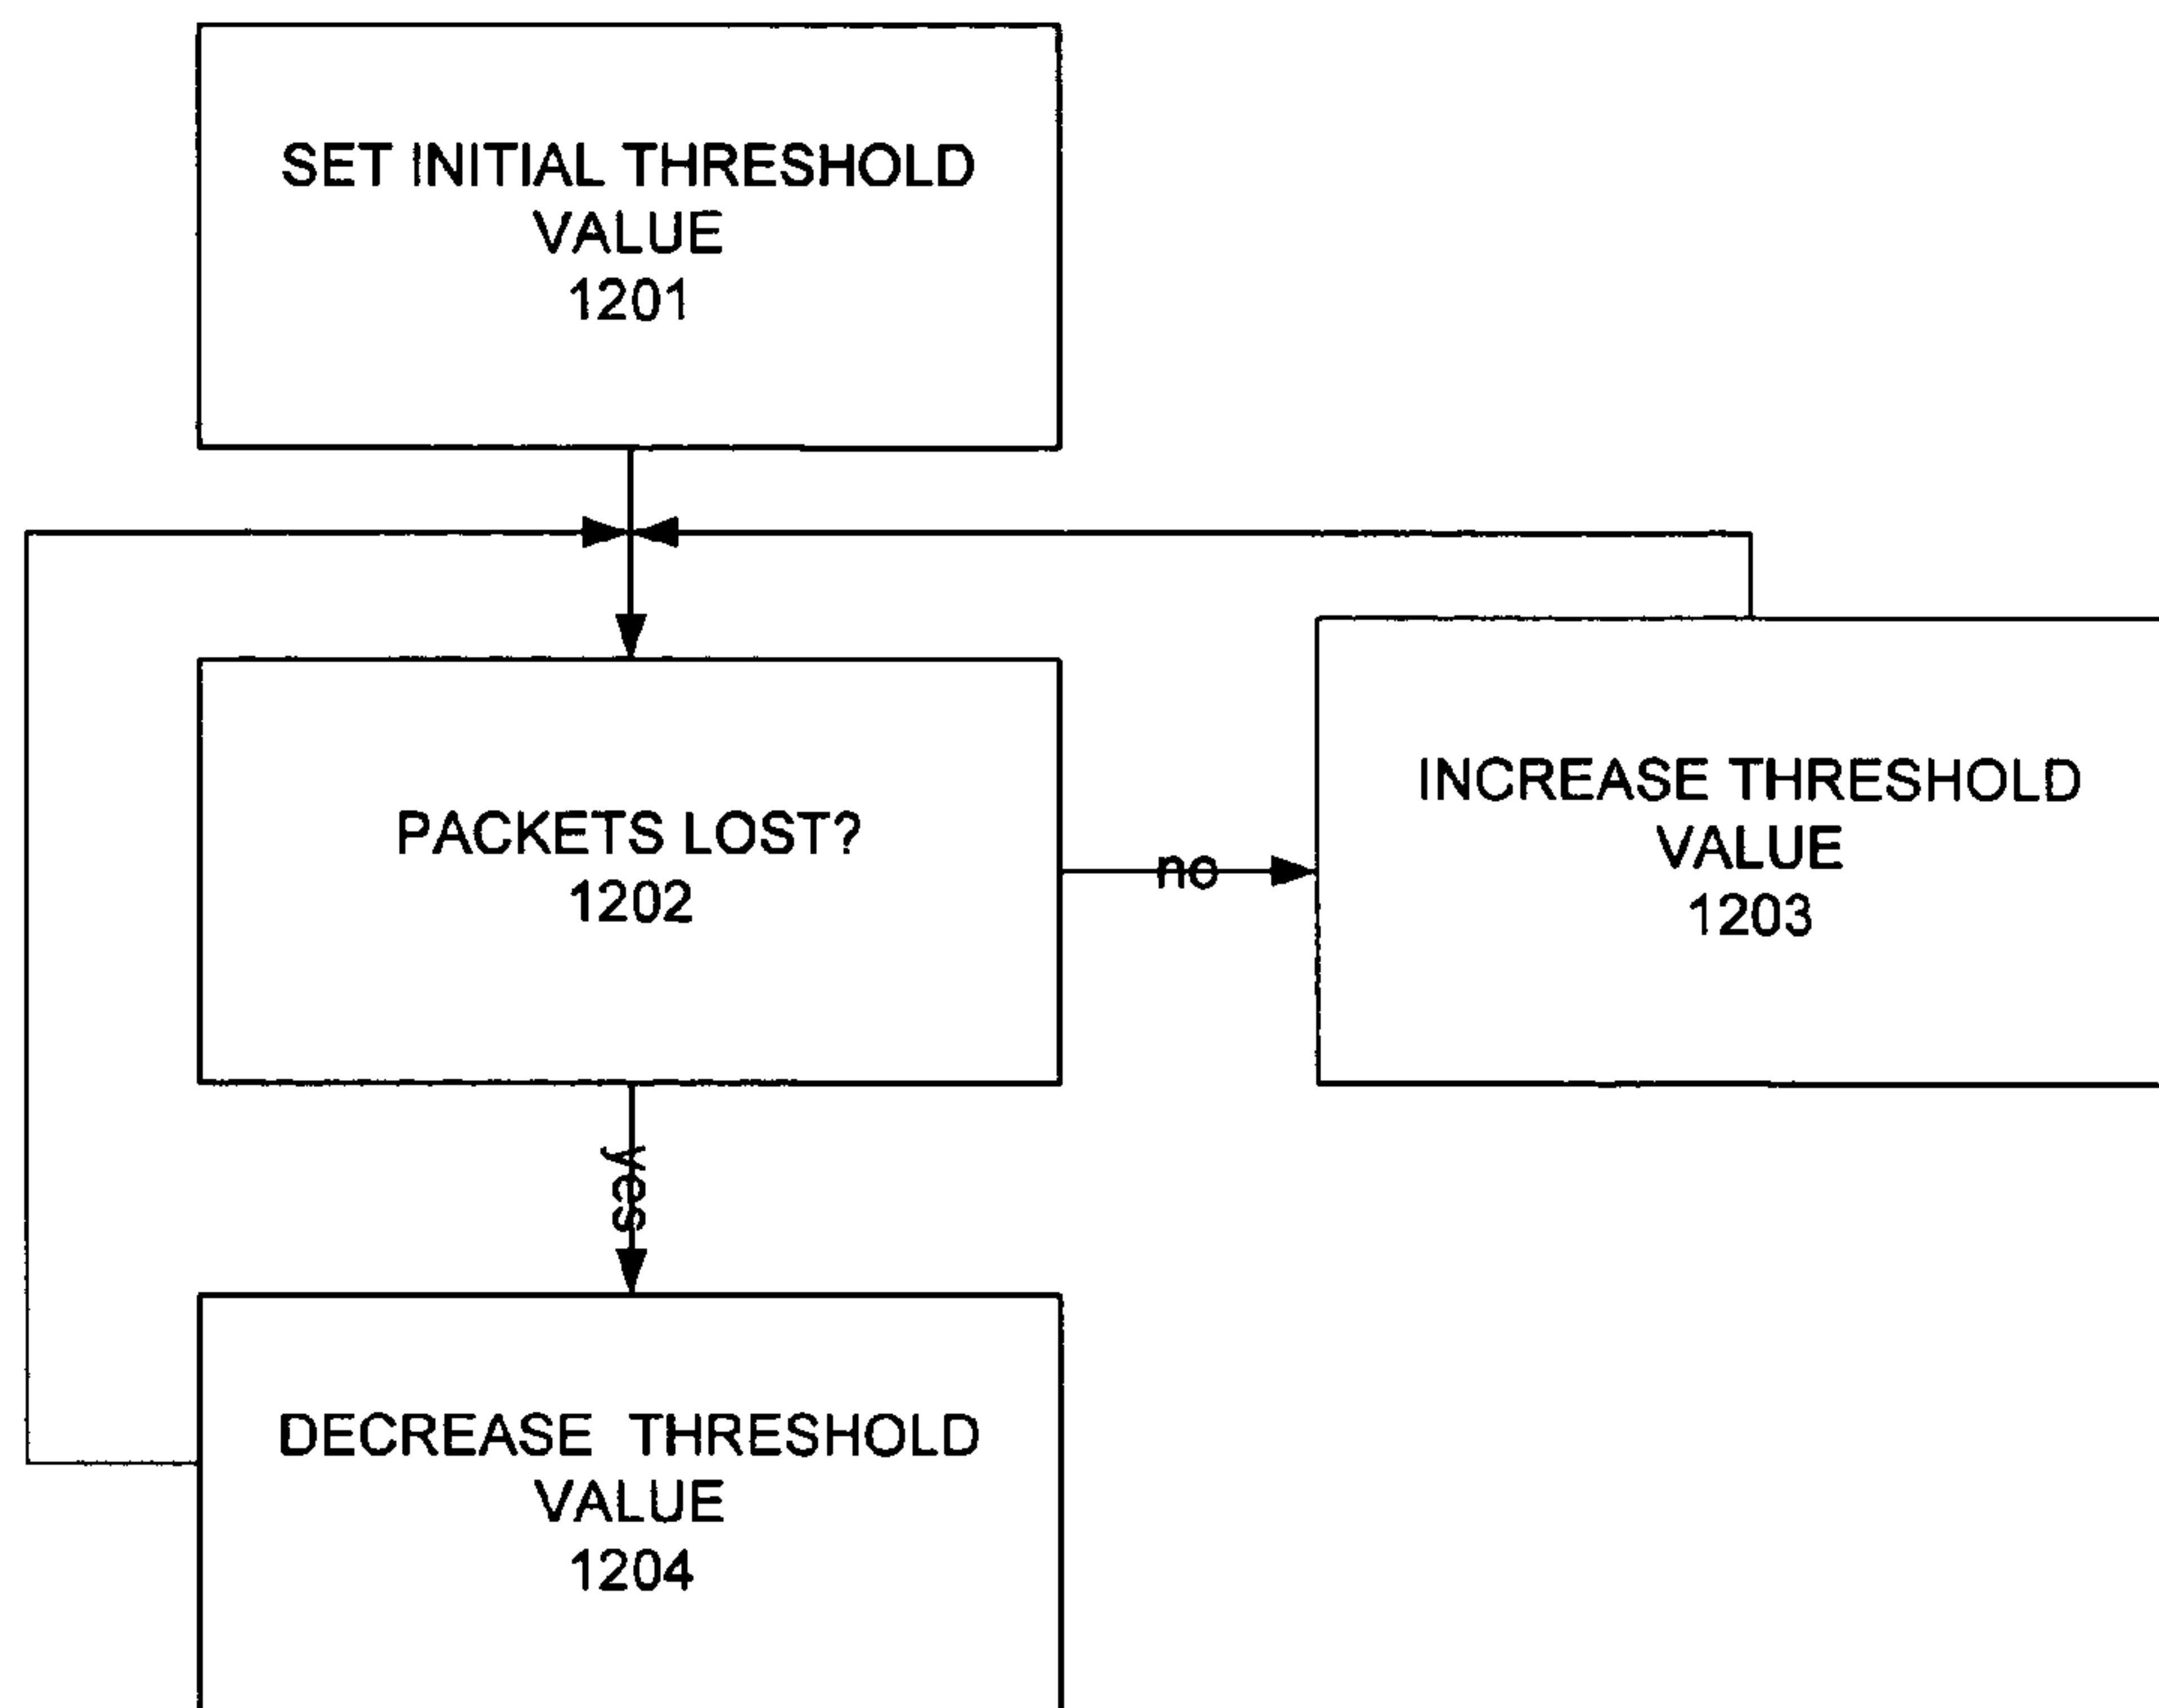 SET INITIAL THRESHOLD
VALUE
1201
PACKETS LOST?
1202
no
INCREASE THRESHOLD
VALUE
1203
yes
DECREASE THRESHOLD
VALUE
1204